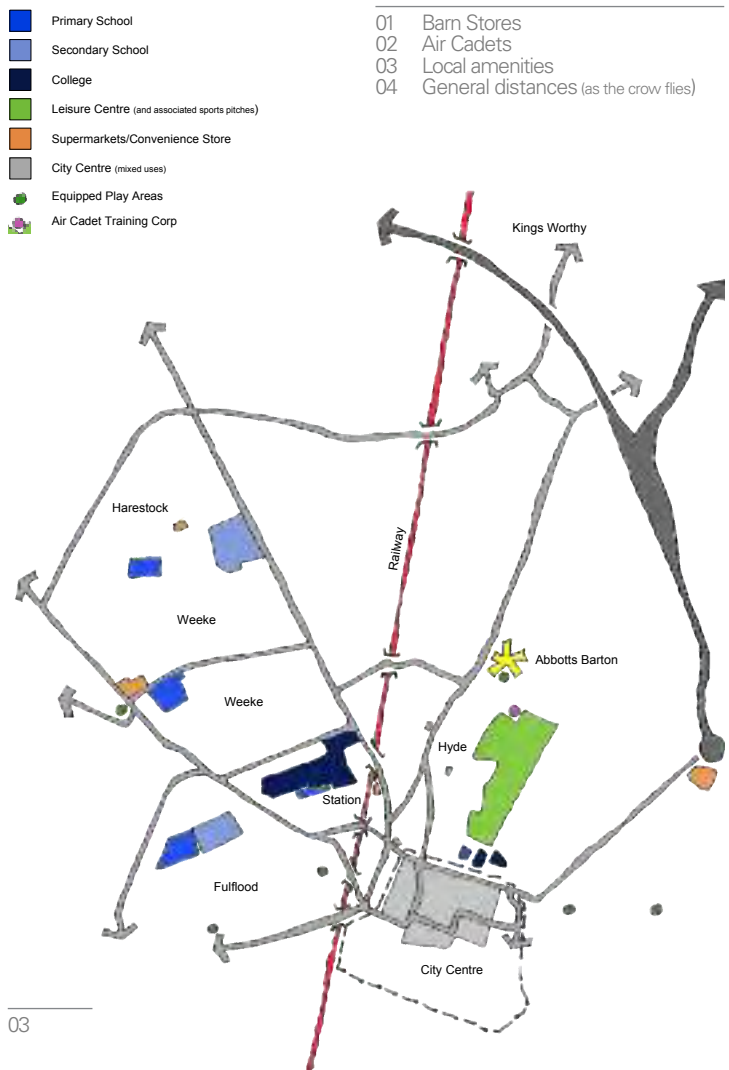 Primary School
Secondary School
College
Leisure Centre (and associated sports pitches)
Supermarkets/Convenience Store
City Centre (mixed uses)
Equipped Play Areas
Air Cadet Training Corp
01 Barn Stores
02 Air Cadets
03 Local amenities
04 General distances (as the crow flies)
Kings Worthy
Harestock
Railway
Weeke
Abbotts Barton
Weeke
Hyde
Station
Fulflood
City Centre
03